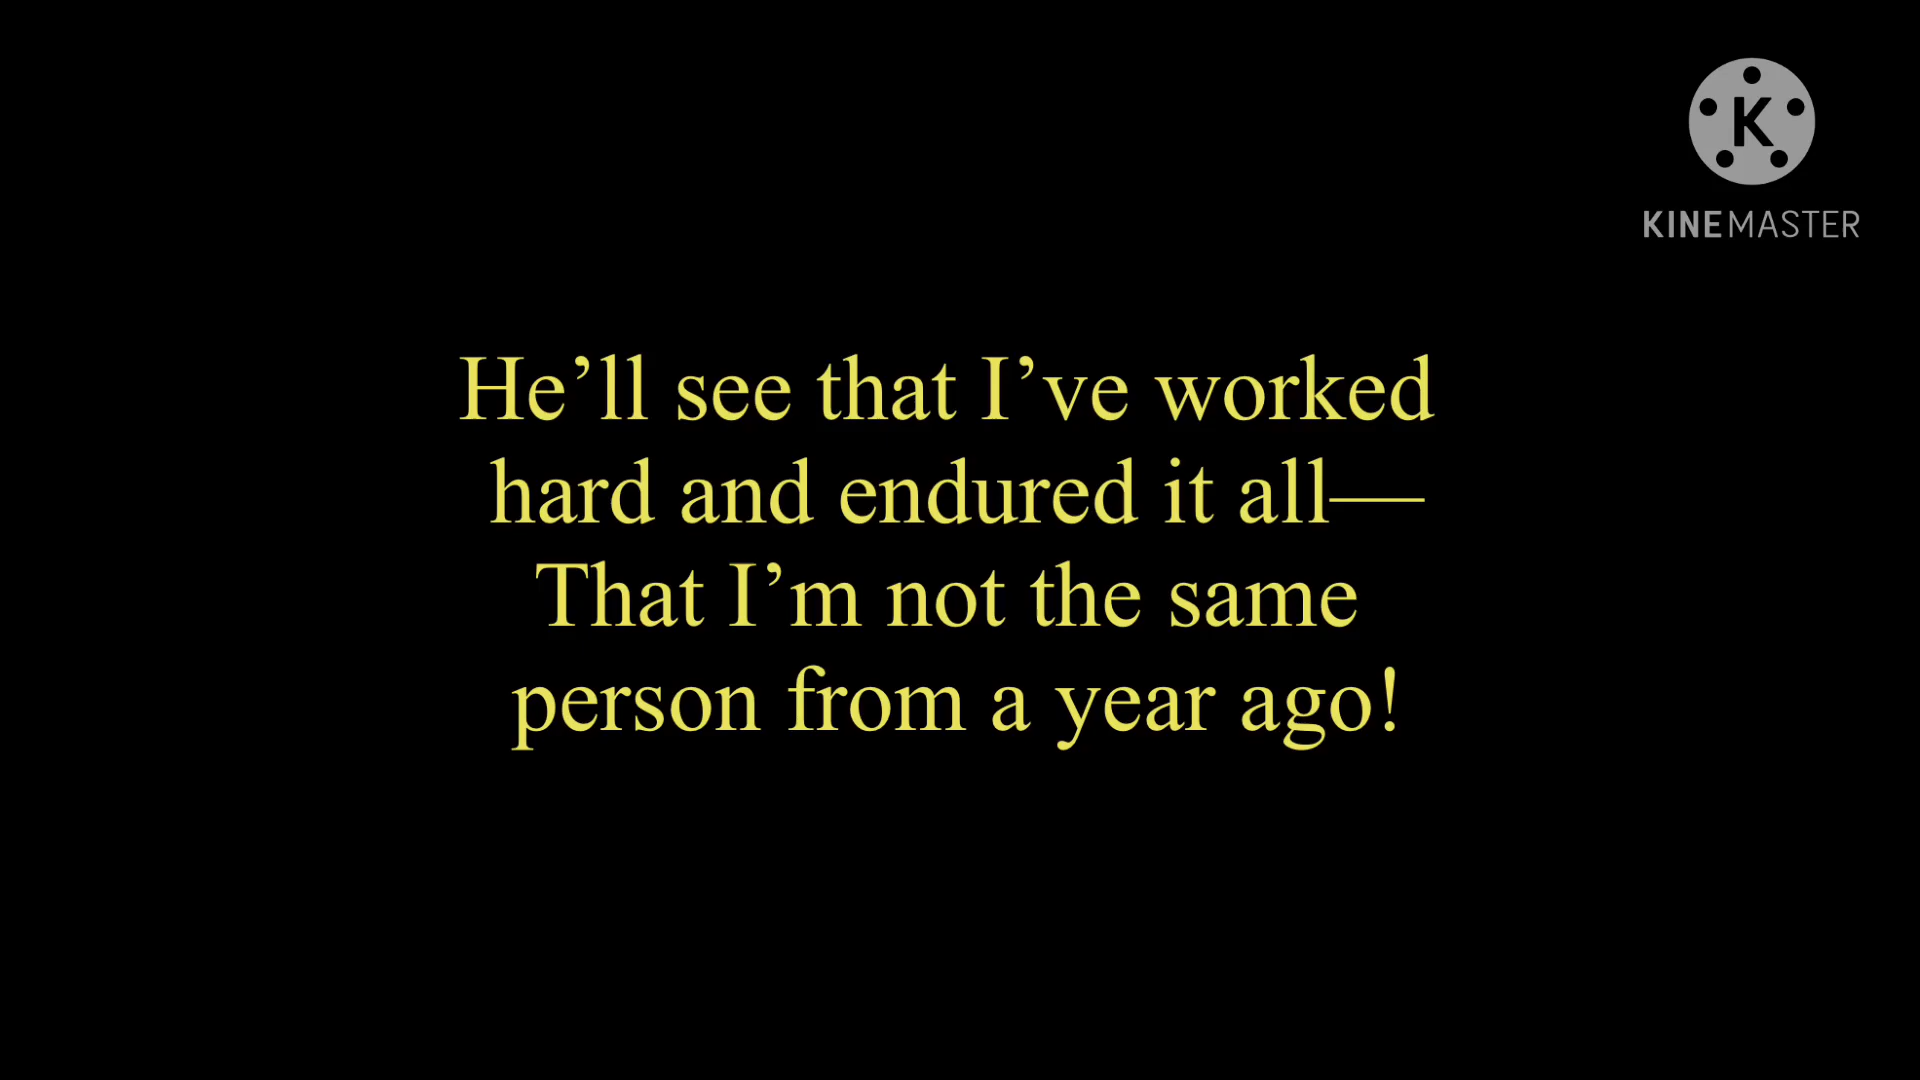 K
KINEMASTER
He’ll see that I’ve worked
hard and endured it all—
That I’m not the same
person from a year ago!